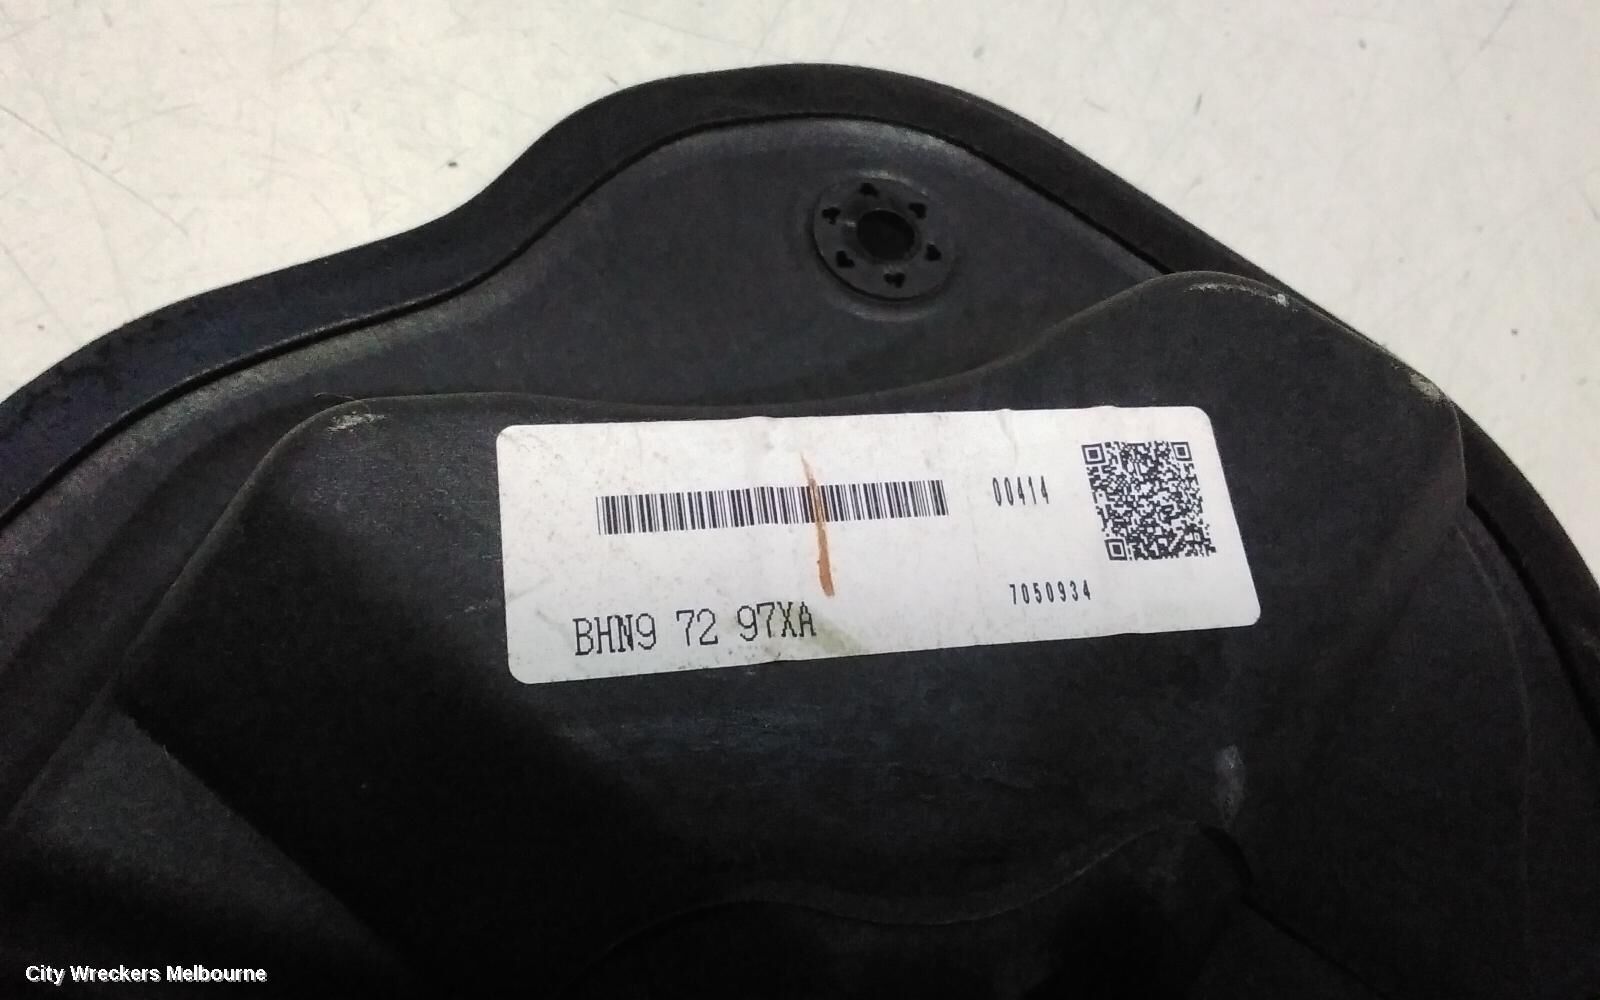 00414
7050934
BHN9 72 97XA
City Wreckers Melbourne